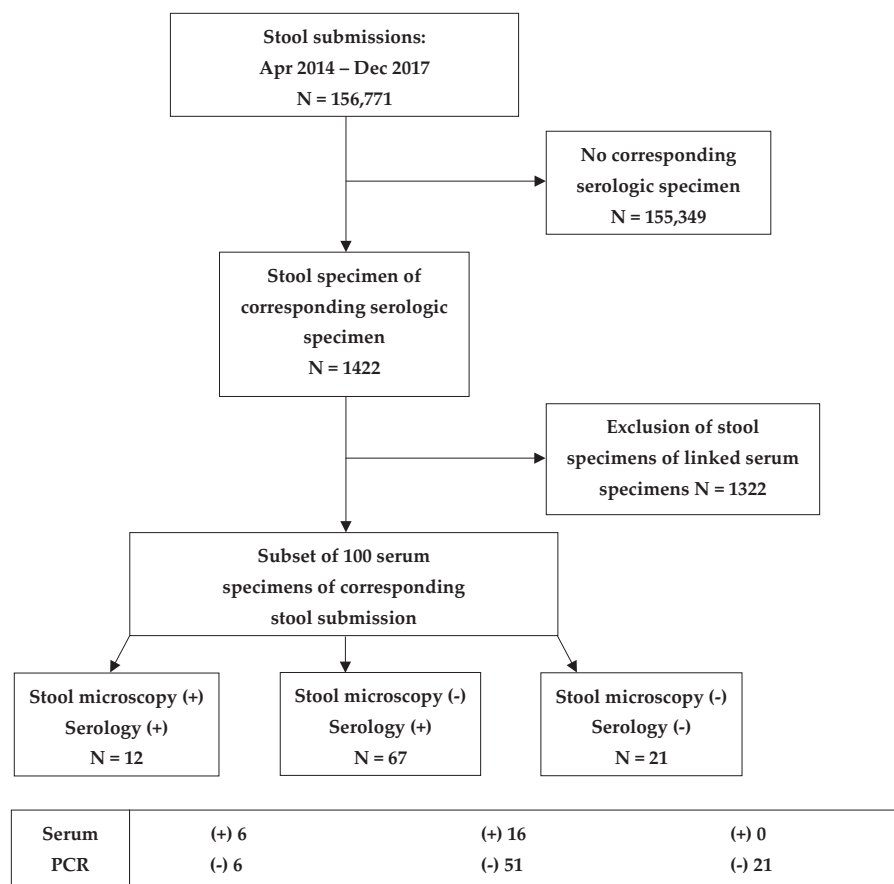 Stool submissions:
Apr 2014 – Dec 2017
N = 156,771
No corresponding
serologic specimen
N = 155,349
Stool specimen of
corresponding serologic
specimen
N = 1422
Exclusion of stool
specimens of linked serum
specimens N = 1322
Subset of 100 serum
specimens of corresponding
stool submission
Stool microscopy (+)
Serology (+)
N = 12
Stool microscopy (-)
Serology (+)
N = 67
Stool microscopy (-)
Serology (-)
N = 21
Serum (+) 6 (+) 16 (+) 0
PCR (-) 6 (-) 51 (-) 21